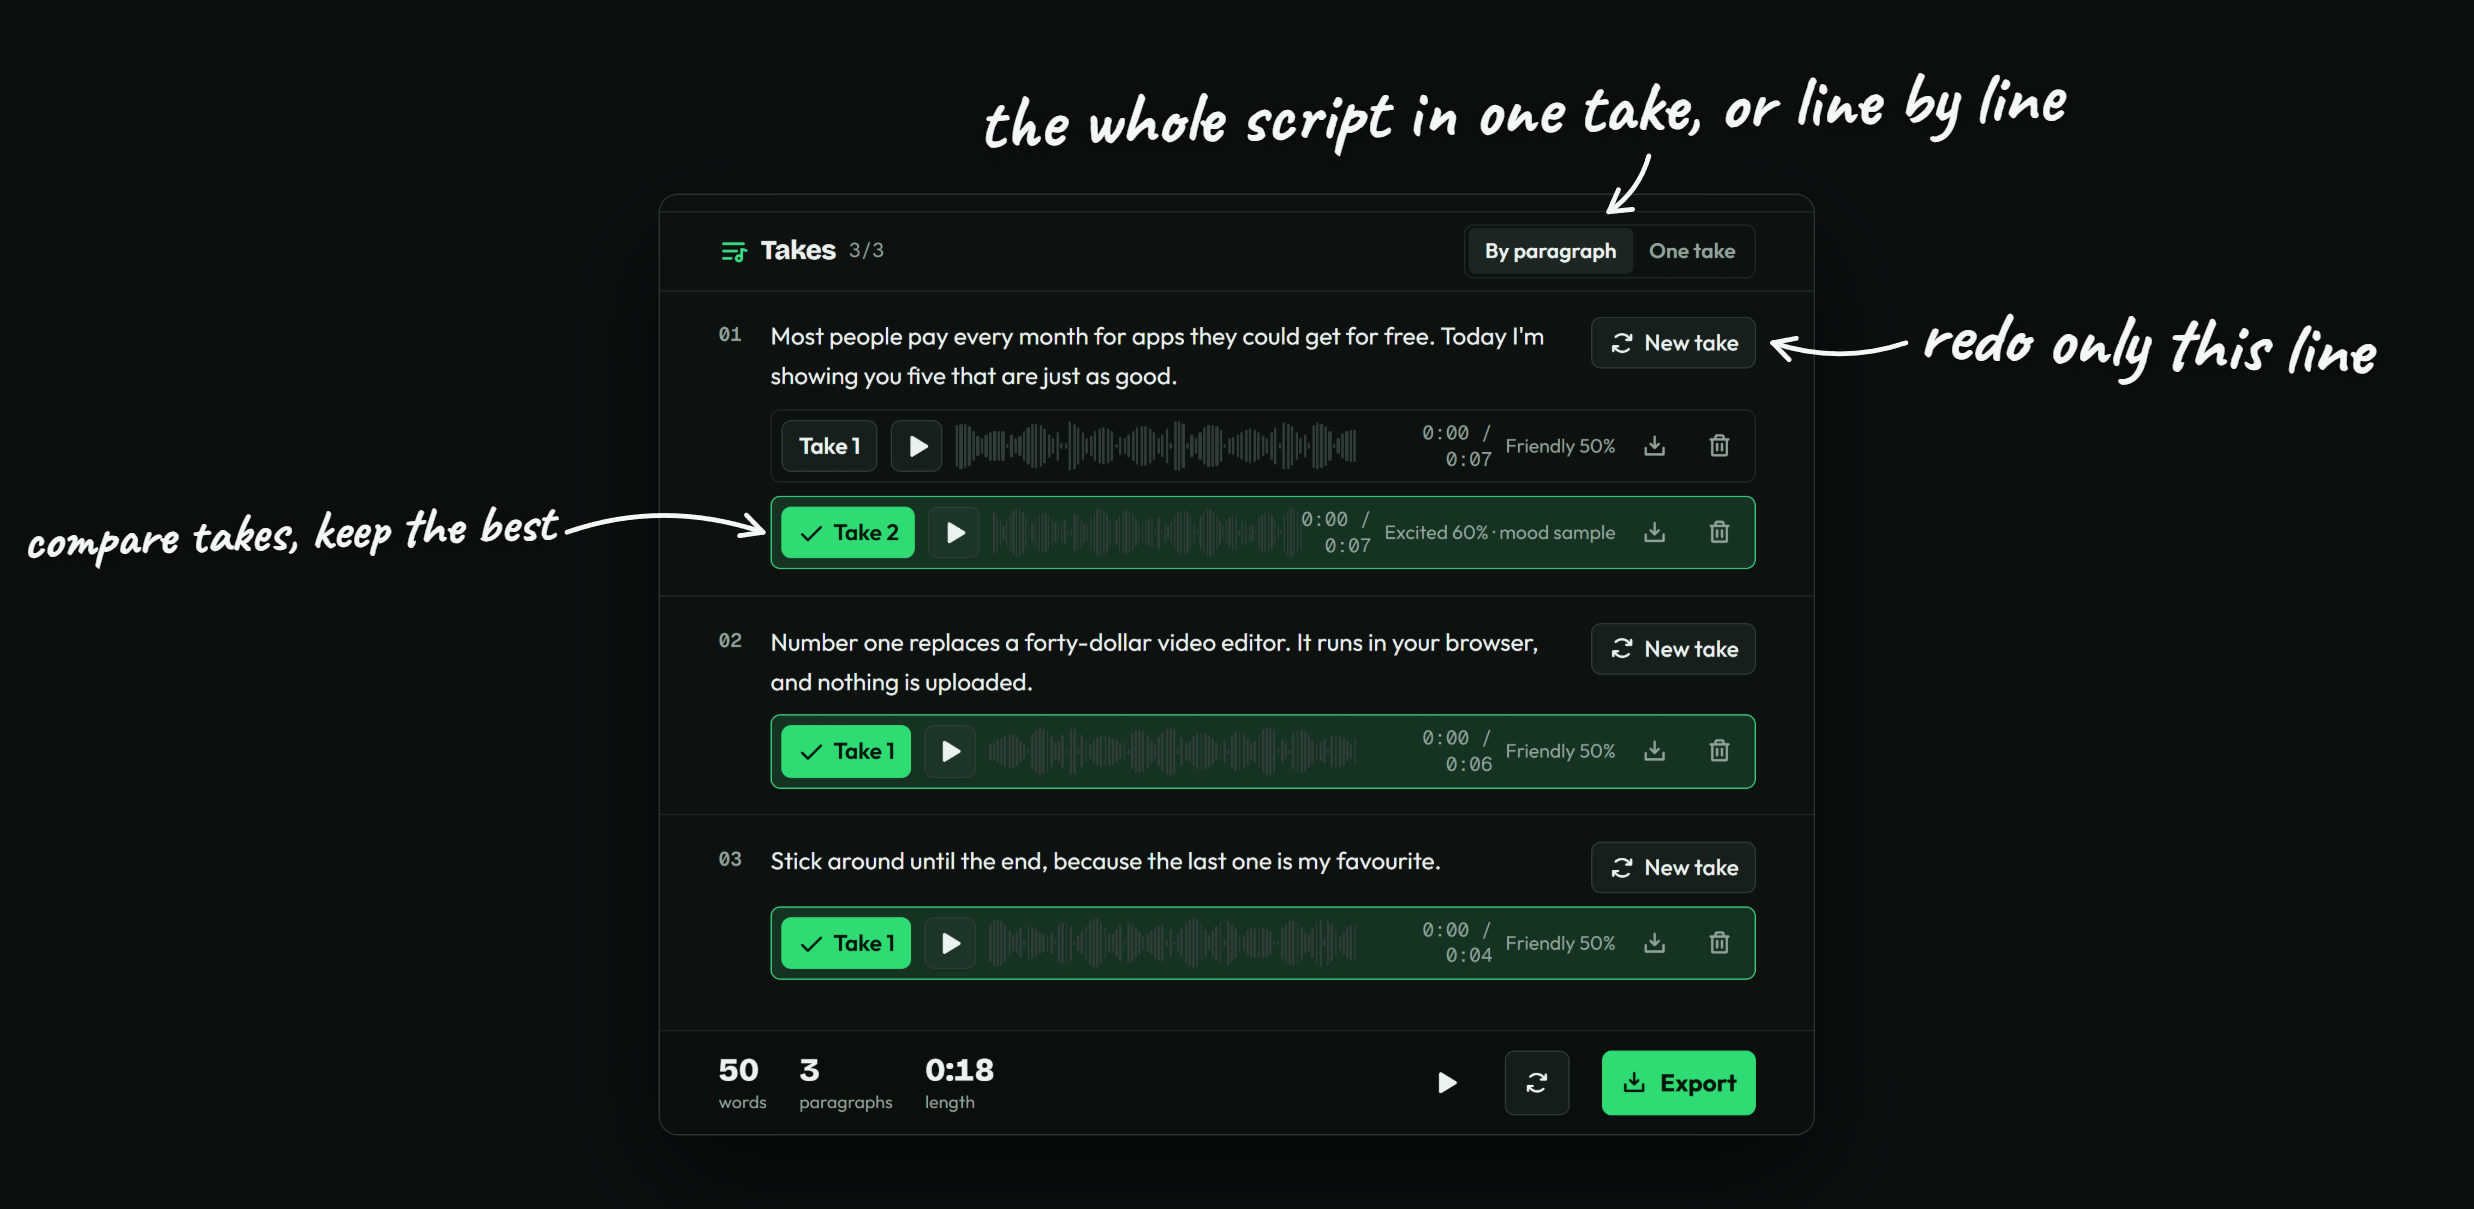 the whole script in one take, or line by line
Takes 3/3
By paragraph One take
01 Most people pay every month for apps they could get for free. Today I'm
showing you five that are just as good.
New take
redo only this line
Take 1 0:00 /
0:07 Friendly 50%
compare takes, keep the best
Take 2 0:00 /
0:07 Excited 60% · mood sample
02 Number one replaces a forty-dollar video editor. It runs in your browser,
and nothing is uploaded.
New take
Take 1 0:00 /
0:06 Friendly 50%
03 Stick around until the end, because the last one is my favourite.
New take
Take 1 0:00 /
0:04 Friendly 50%
50 3 0:18
words paragraphs length
Export